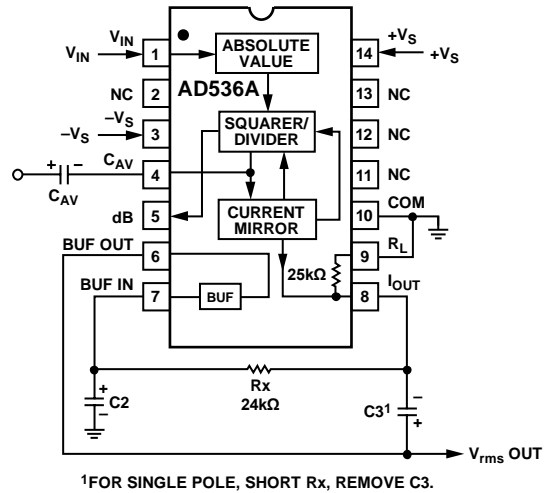 V_IN V_IN 1 ABSOLUTE VALUE 14 +V_S +V_S
AD536A
NC 2 13 NC
–V_S –V_S 3 SQUARER/ DIVIDER 12 NC
+ – C_AV 4 11 NC
C_AV
dB 5 CURRENT MIRROR 10 COM
BUF OUT 6 9 R_L
25kΩ
BUF IN 7 BUF 8 I_OUT
Rx
24kΩ
+ C2 –
– C3¹ +
V_rms OUT
¹FOR SINGLE POLE, SHORT Rx, REMOVE C3.